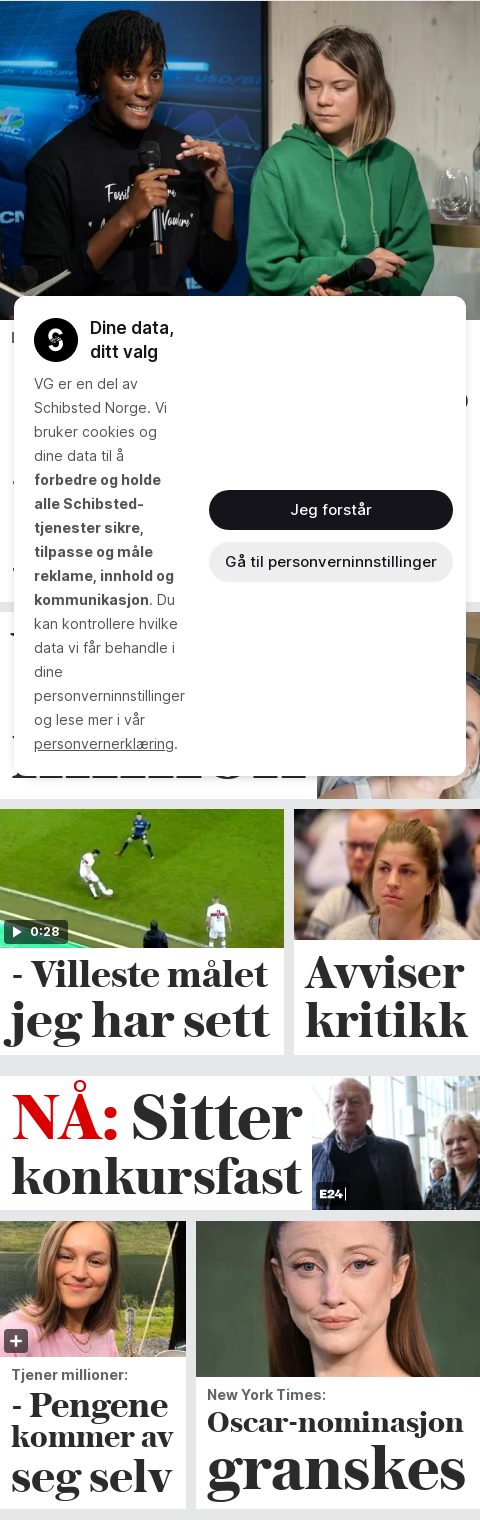 AUD/JPY
USD/
Dine data,
ditt valg
VG er en del av
Schibsted Norge. Vi
bruker cookies og
dine data til å
forbedre og holde
alle Schibsted-
tjenester sikre,
tilpasse og måle
reklame, innhold og
kommunikasjon. Du
kan kontrollere hvilke
data vi får behandle i
dine
personverninnstillinger
og lese mer i vår
personvernerklæring.
Jeg forstår
Gå til personverninnstillinger
0:28
- Villeste målet
jeg har sett
Avviser
kritikk
NÅ: Sitter
konkursfast
E24
Tjener millioner:
- Pengene
kommer av
seg selv
New York Times:
Oscar-nominasjon
granskes